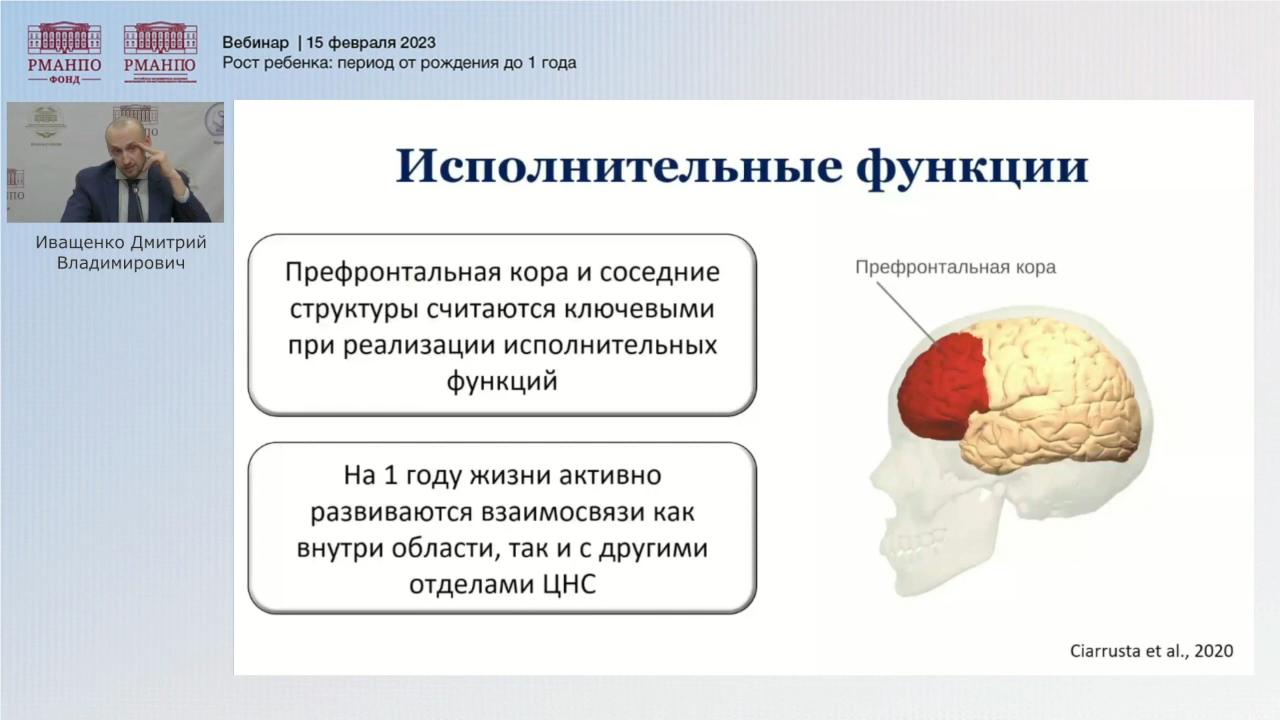 РМАНПО
ФОНД
РМАНПО
Вебинар | 15 февраля 2023
Рост ребенка: период от рождения до 1 года
Иващенко Дмитрий
Владимирович
Исполнительные функции
Префронтальная кора и соседние
структуры считаются ключевыми
при реализации исполнительных
функций
На 1 году жизни активно
развиваются взаимосвязи как
внутри области, так и с другими
отделами ЦНС
Префронтальная кора
Ciarrusta et al., 2020